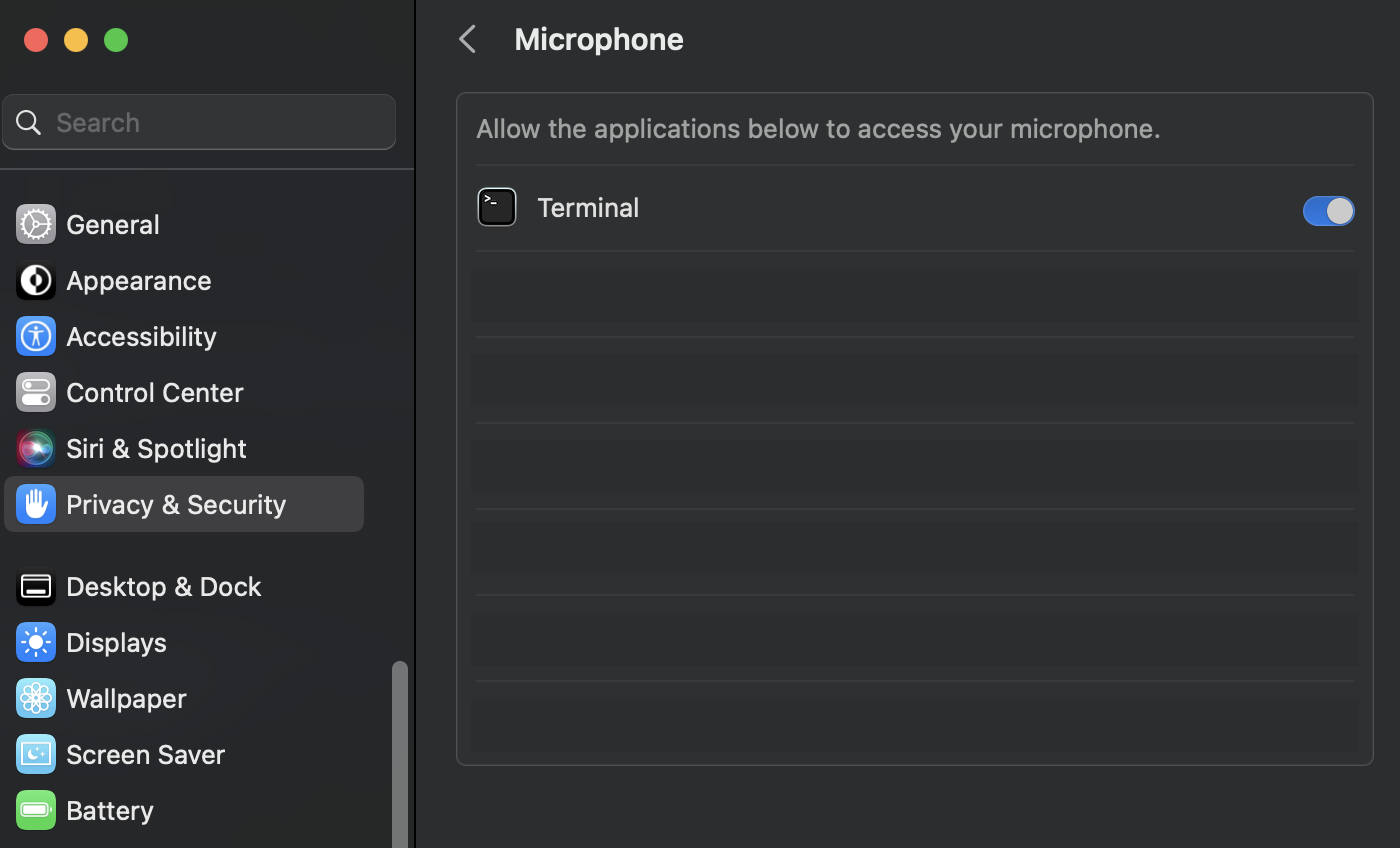 Microphone
Search
Allow the applications below to access your microphone.
>_ Terminal
General
Appearance
Accessibility
Control Center
Siri & Spotlight
Privacy & Security
Desktop & Dock
Displays
Wallpaper
Screen Saver
Battery